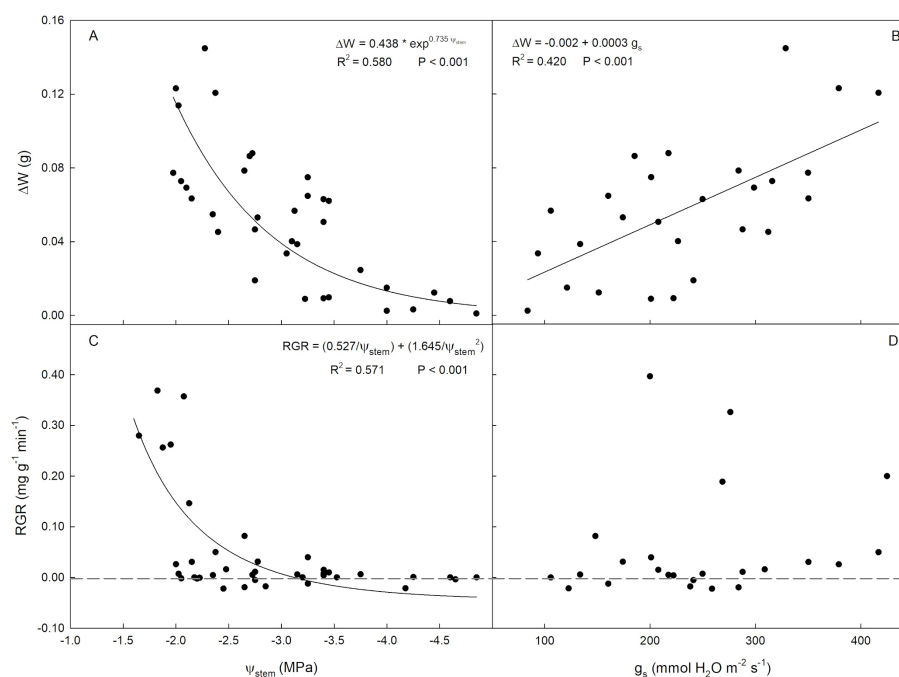 A
ΔW = 0.438 * exp^0.735 ψstem
R² = 0.580 P < 0.001
B
ΔW = -0.002 + 0.0003 gs
R² = 0.420 P < 0.001
ΔW (g)
0.16
0.12
0.08
0.04
0.00
C
RGR = (0.527/ψstem) + (1.645/ψstem²)
R² = 0.571 P < 0.001
D
RGR (mg g⁻¹ min⁻¹)
0.40
0.30
0.20
0.10
0.00
-0.10
-1.0 -2.0 -2.5 -3.0 -3.5 -4.0 -4.5
100 200 300 400
ψstem (MPa)
gs (mmol H₂O m⁻² s⁻¹)